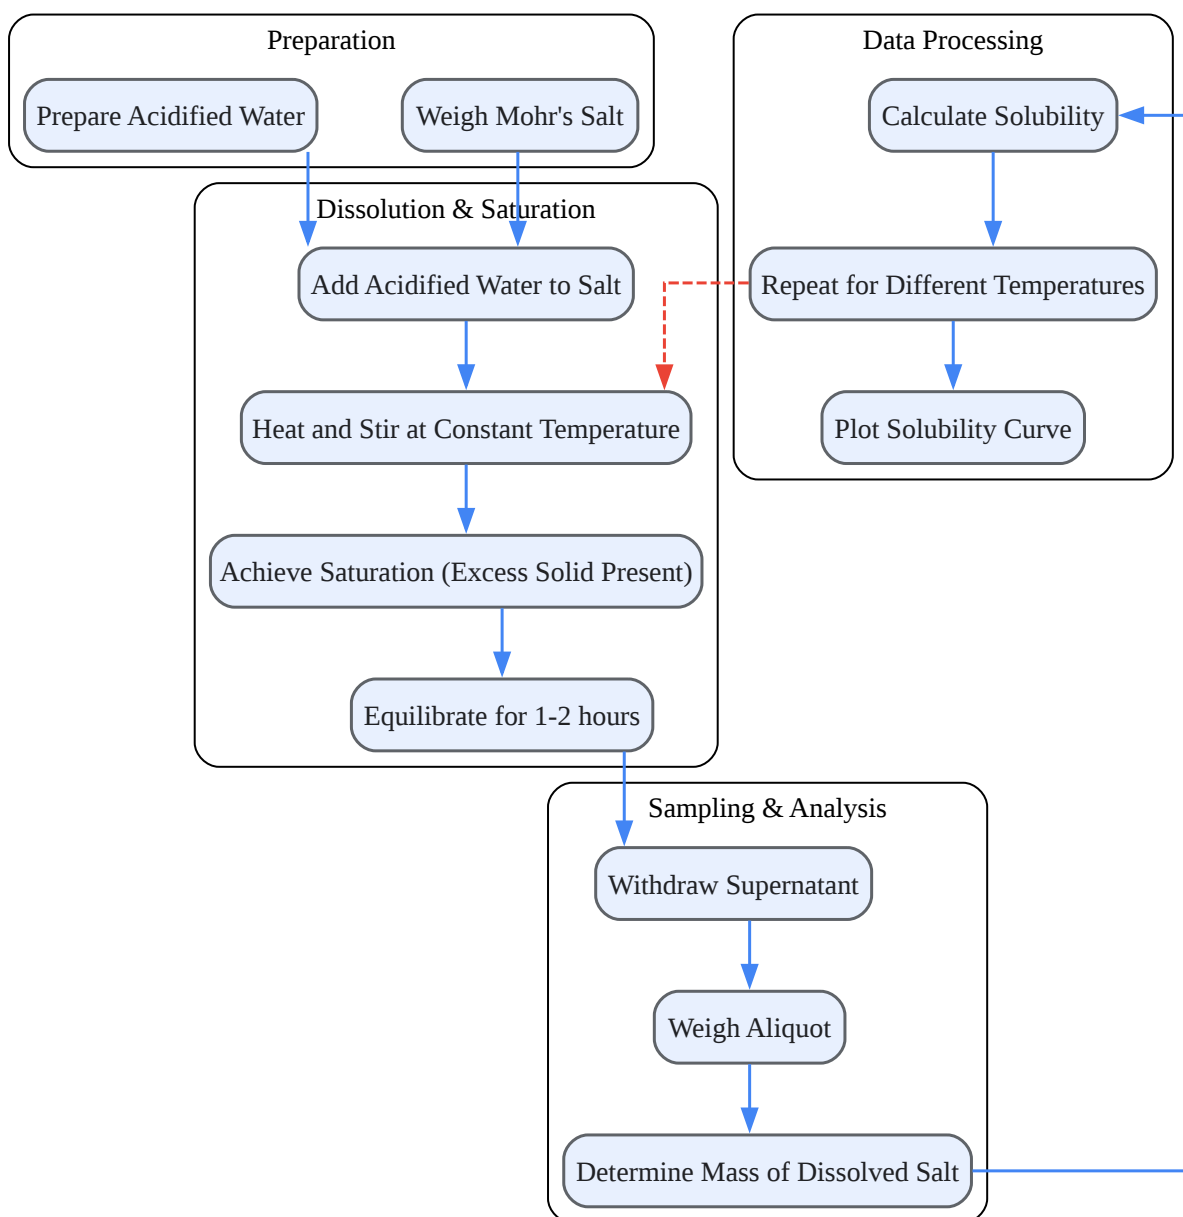 Preparation
Prepare Acidified Water
Weigh Mohr's Salt
Dissolution & Saturation
Add Acidified Water to Salt
Heat and Stir at Constant Temperature
Achieve Saturation (Excess Solid Present)
Equilibrate for 1-2 hours
Sampling & Analysis
Withdraw Supernatant
Weigh Aliquot
Determine Mass of Dissolved Salt
Data Processing
Calculate Solubility
Repeat for Different Temperatures
Plot Solubility Curve